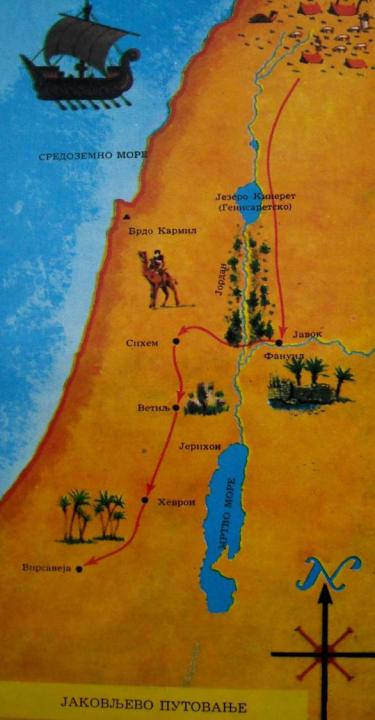 СРЕДОЗЕМНО МОРЕ
Језеро Кинерет
(Генисаретско)
Брдо Кармил
Јордан
Јавок
Сихем
Фануил
Ветиљ
Јерихон
Хеврон
МРТВО МОРЕ
Вирсавеја
N
ЈАКОВЉЕВО ПУТОВАЊЕ